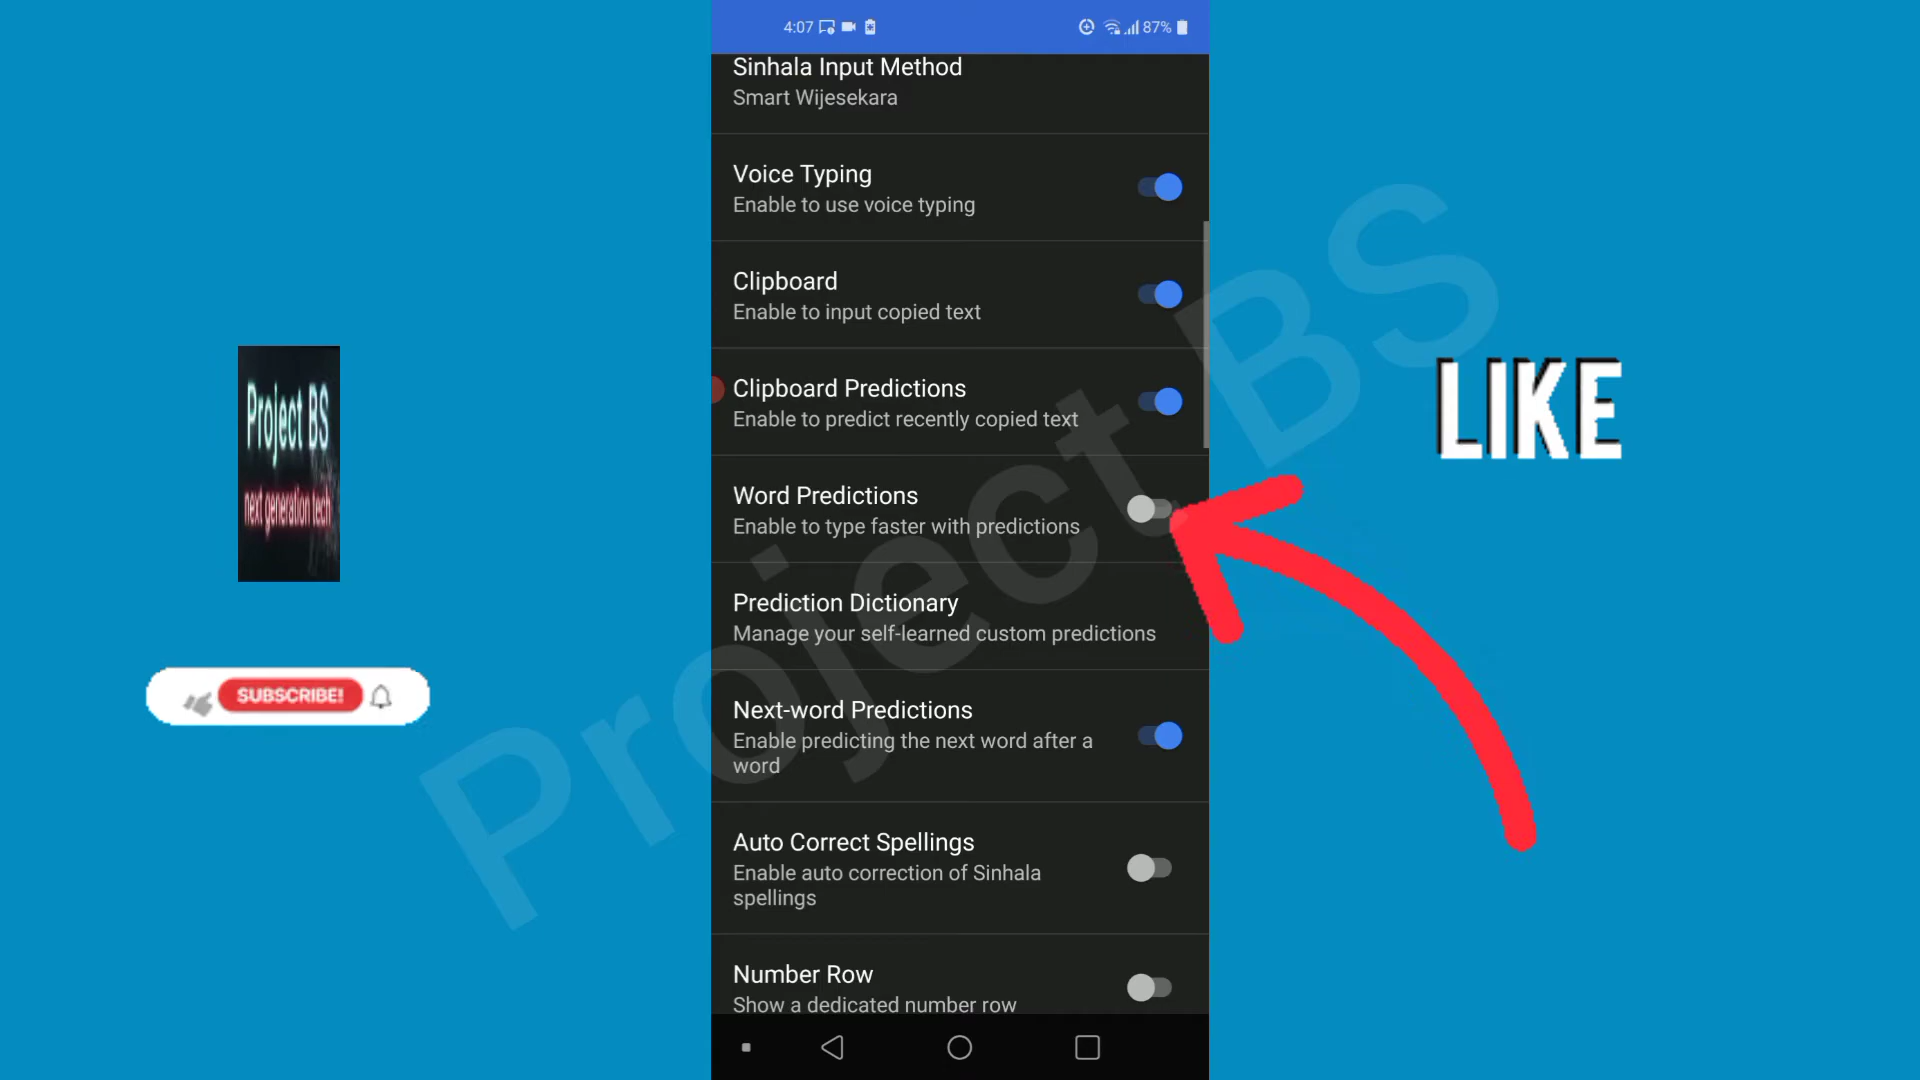 4:07
87%
Sinhala Input Method
Smart Wijesekara
Voice Typing
Enable to use voice typing
Clipboard
Enable to input copied text
Clipboard Predictions
Enable to predict recently copied text
Word Predictions
Enable to type faster with predictions
Prediction Dictionary
Manage your self-learned custom predictions
Next-word Predictions
Enable predicting the next word after a
word
Auto Correct Spellings
Enable auto correction of Sinhala
spellings
Number Row
Show a dedicated number row
Project BS
next generation tech
SUBSCRIBE!
LIKE
Project BS